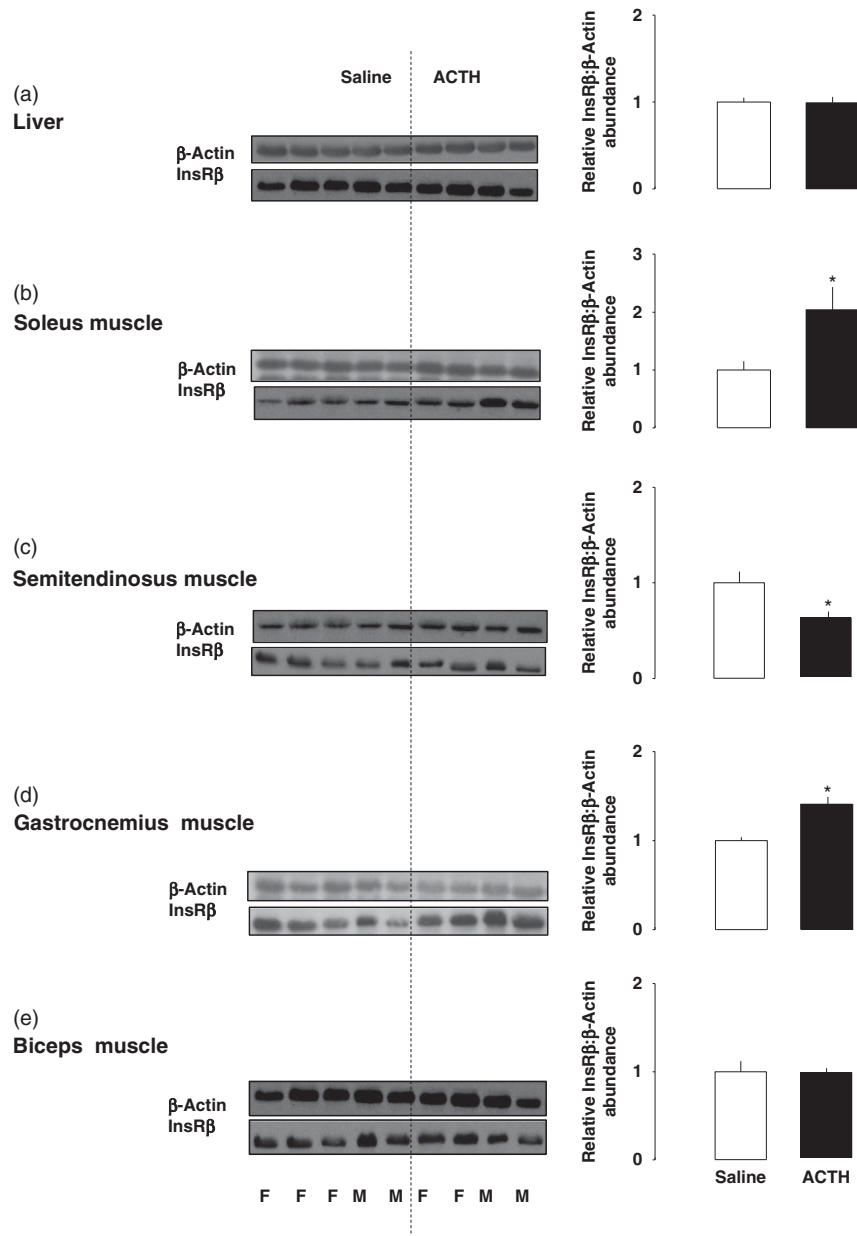 Saline ACTH
(a)
Liver
β-Actin
InsRβ
Relative InsRβ:β-Actin
abundance
2
1
0
(b)
Soleus muscle
β-Actin
InsRβ
Relative InsRβ:β-Actin
abundance
3
2
1
0
*
(c)
Semitendinosus muscle
β-Actin
InsRβ
Relative InsRβ:β-Actin
abundance
2
1
0
*
(d)
Gastrocnemius muscle
β-Actin
InsRβ
Relative InsRβ:β-Actin
abundance
2
1
0
*
(e)
Biceps muscle
β-Actin
InsRβ
Relative InsRβ:β-Actin
abundance
2
1
0
Saline ACTH
F F F M M F F M M